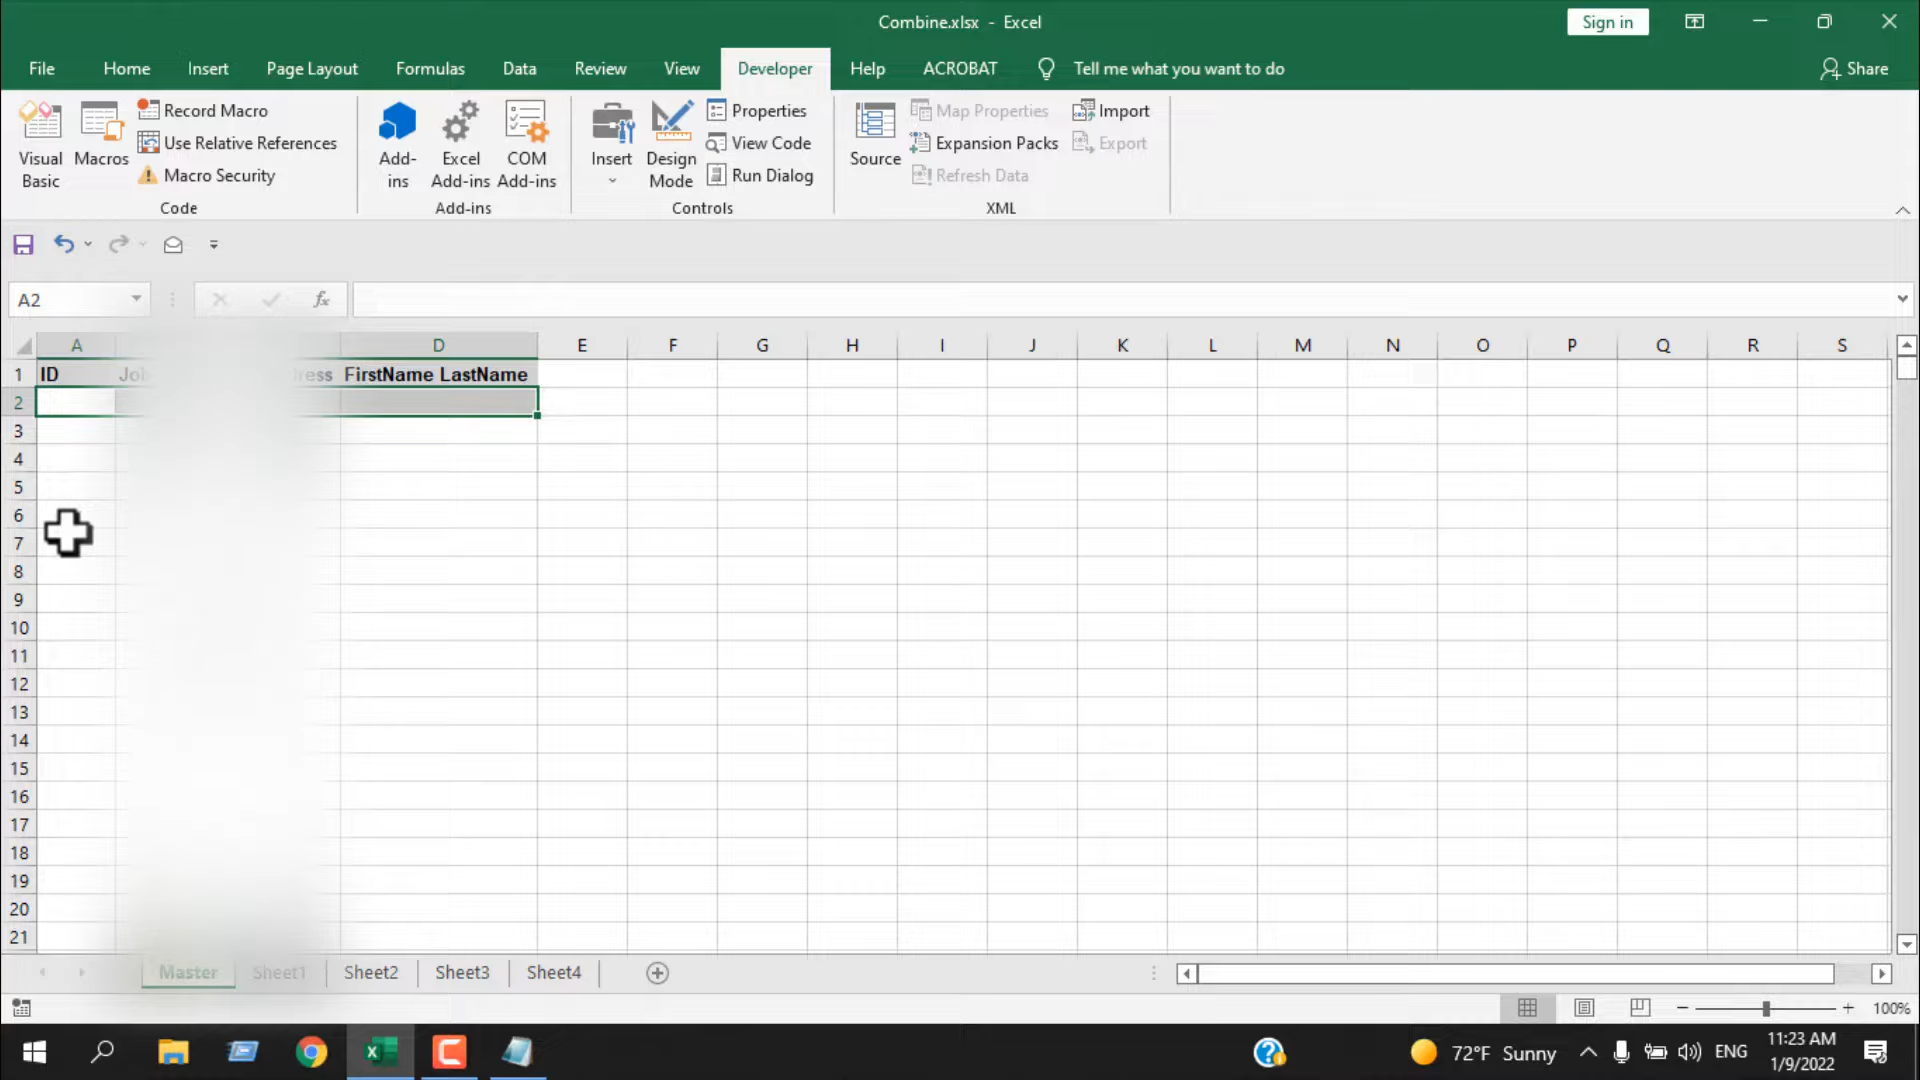 Combine.xlsx - Excel
Sign in
File Home Insert Page Layout Formulas Data Review View Developer Help ACROBAT Tell me what you want to do Share
Visual Basic
Macros
Record Macro
Use Relative References
Macro Security
Code
Add-ins
Excel Add-ins
COM Add-ins
Add-ins
Insert
Design Mode
Properties
View Code
Run Dialog
Controls
Source
Map Properties
Expansion Packs
Refresh Data
Import
Export
XML
A2
fx
A D E F G H I J K L M N O P Q R S
1 ID FirstName LastName
2
3
4
5
6
7
8
9
10
11
12
13
14
15
16
17
18
19
20
21
Master Sheet1 Sheet2 Sheet3 Sheet4
100%
72°F Sunny
ENG
11:23 AM
1/9/2022